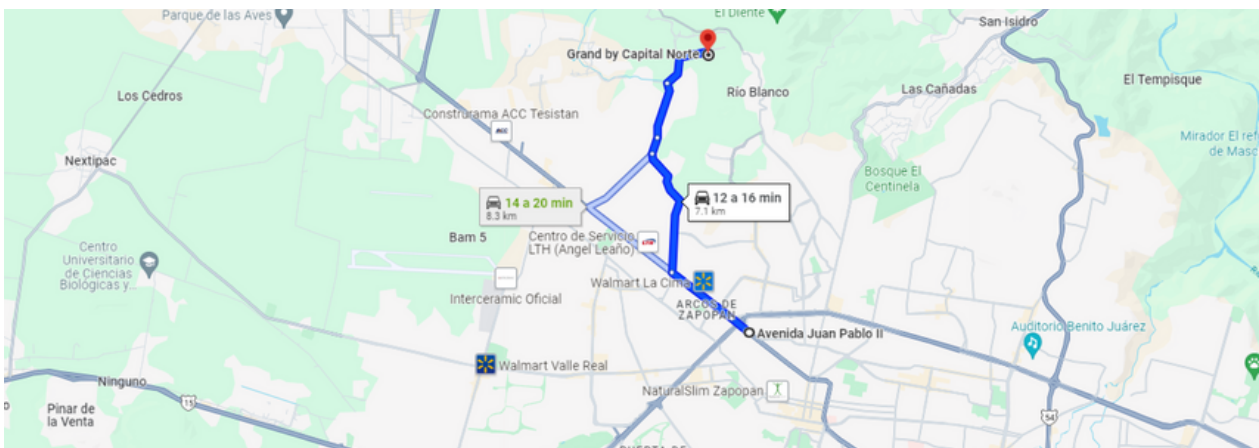 Parque de las Aves
El Diente
San Isidro
Grand by Capital Norte
El Tempisque
Río Blanco
Las Cañadas
Los Cedros
Construrama ACC Tesistan
ACC
Mirador El ref
de Masc
Nextipac
Bosque El
Centinela
14 a 20 min
8.3 km
12 a 16 min
7.1 km
Bam 5
Centro de Servicio
LTH (Angel Leaño)
Centro
Universitario
de Ciencias
Biológicas y...
Walmart La Cima
Interceramic Oficial
ARCOS DE
ZAPOPAN
Avenida Juan Pablo II
Auditorio Benito Juárez
Walmart Valle Real
Ninguno
NaturalSlim Zapopan
15
Pinar de
la Venta
54